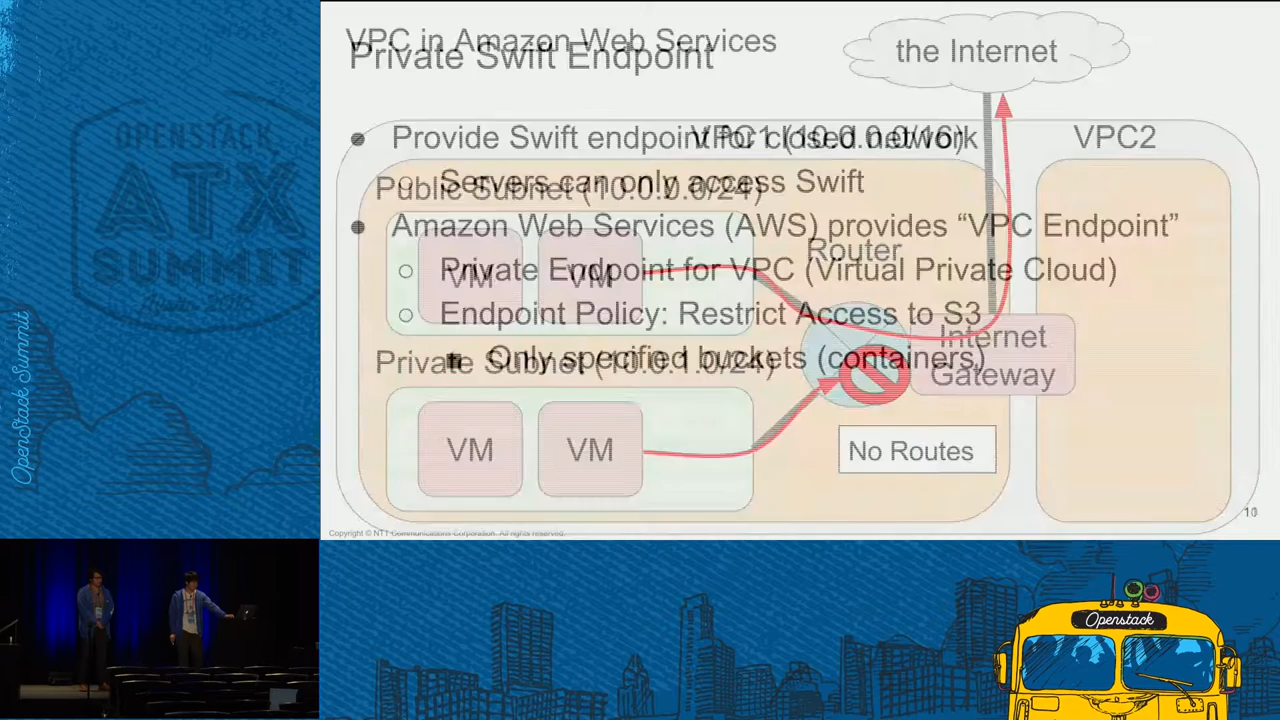 VPC in Amazon Web Services
Private Swift Endpoint
the Internet
Provide Swift endpoint for closed network
VPC1 (10.0.0.0/16)
VPC2
Servers can only access Swift
Public Subnet (10.0.0.0/24)
Amazon Web Services (AWS) provides “VPC Endpoint”
Router
Private Endpoint for VPC (Virtual Private Cloud)
VM VM
Endpoint Policy: Restrict Access to S3
Internet
Gateway
Only specified buckets (containers)
Private Subnet (10.0.1.0/24)
VM VM
No Routes
Copyright © NTT Communications Corporation. All rights reserved.
OPENSTACK
ATX
SUMMIT
OpenStack Summit
Openstack